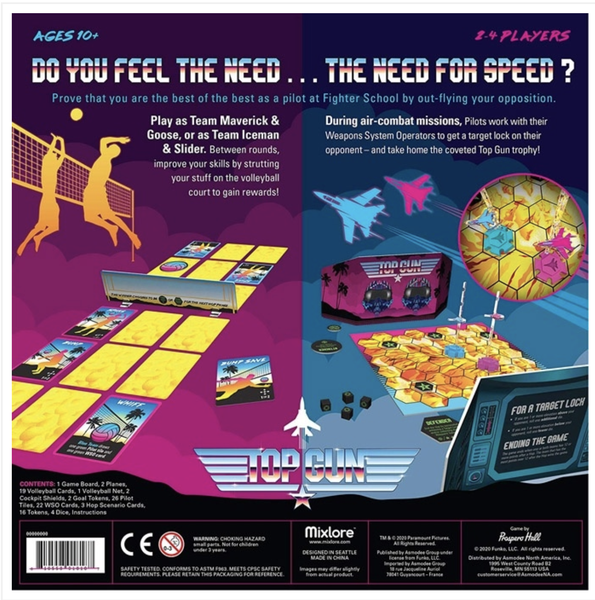 AGES 10+
2-4 PLAYERS
DO YOU FEEL THE NEED . . . THE NEED FOR SPEED ?
Prove that you are the best of the best as a pilot at Fighter School by out-flying your opposition.
Play as Team Maverick &
Goose, or as Team Iceman
& Slider. Between rounds,
improve your skills by strutting
your stuff on the volleyball
court to gain rewards!
During air-combat missions, Pilots work with their
Weapons System Operators to get a target lock on their
opponent – and take home the coveted Top Gun trophy!
TOP GUN
BUMP
BUMP SAVE
WHIFF
DEFENDER
FOR A TARGET LOCK
ENDING THE GAME
TOP GUN
CONTENTS: 1 Game Board, 2 Planes,
19 Volleyball Cards, 1 Volleyball Net, 2
Cockpit Shields, 2 Goal Tokens, 26 Pilot
Tiles, 22 WSO Cards, 3 Hop Scenario Cards,
16 Tokens, 4 Dice, Instructions
00000000
CE
0-3
WARNING: CHOKING HAZARD
small parts. Not for children
under 3 years.
SAFETY TESTED. CONFORMS TO ASTM F963. MEETS CPSC SAFETY
REQUIREMENTS. PLEASE RETAIN THIS PACKAGING FOR REFERENCE.
Mixlore
www.mixlore.com
DESIGNED IN SEATTLE
MADE IN CHINA
Images may differ slightly
from actual product.
TM & © 2020 Paramount Pictures.
All Rights Reserved.
Published by Asmodee Group under
license from Funko, LLC.
Imported by Asmodee Group
18 rue Jacqueline Auriol
78041 Guyancourt - France
Game by
Prospero Hall
© 2020 Funko, LLC. All rights reserved.
Distributed by Asmodee North America, Inc.
1995 West County Road B2
Roseville, MN 55113 USA
customerservice@AsmodeeNA.com